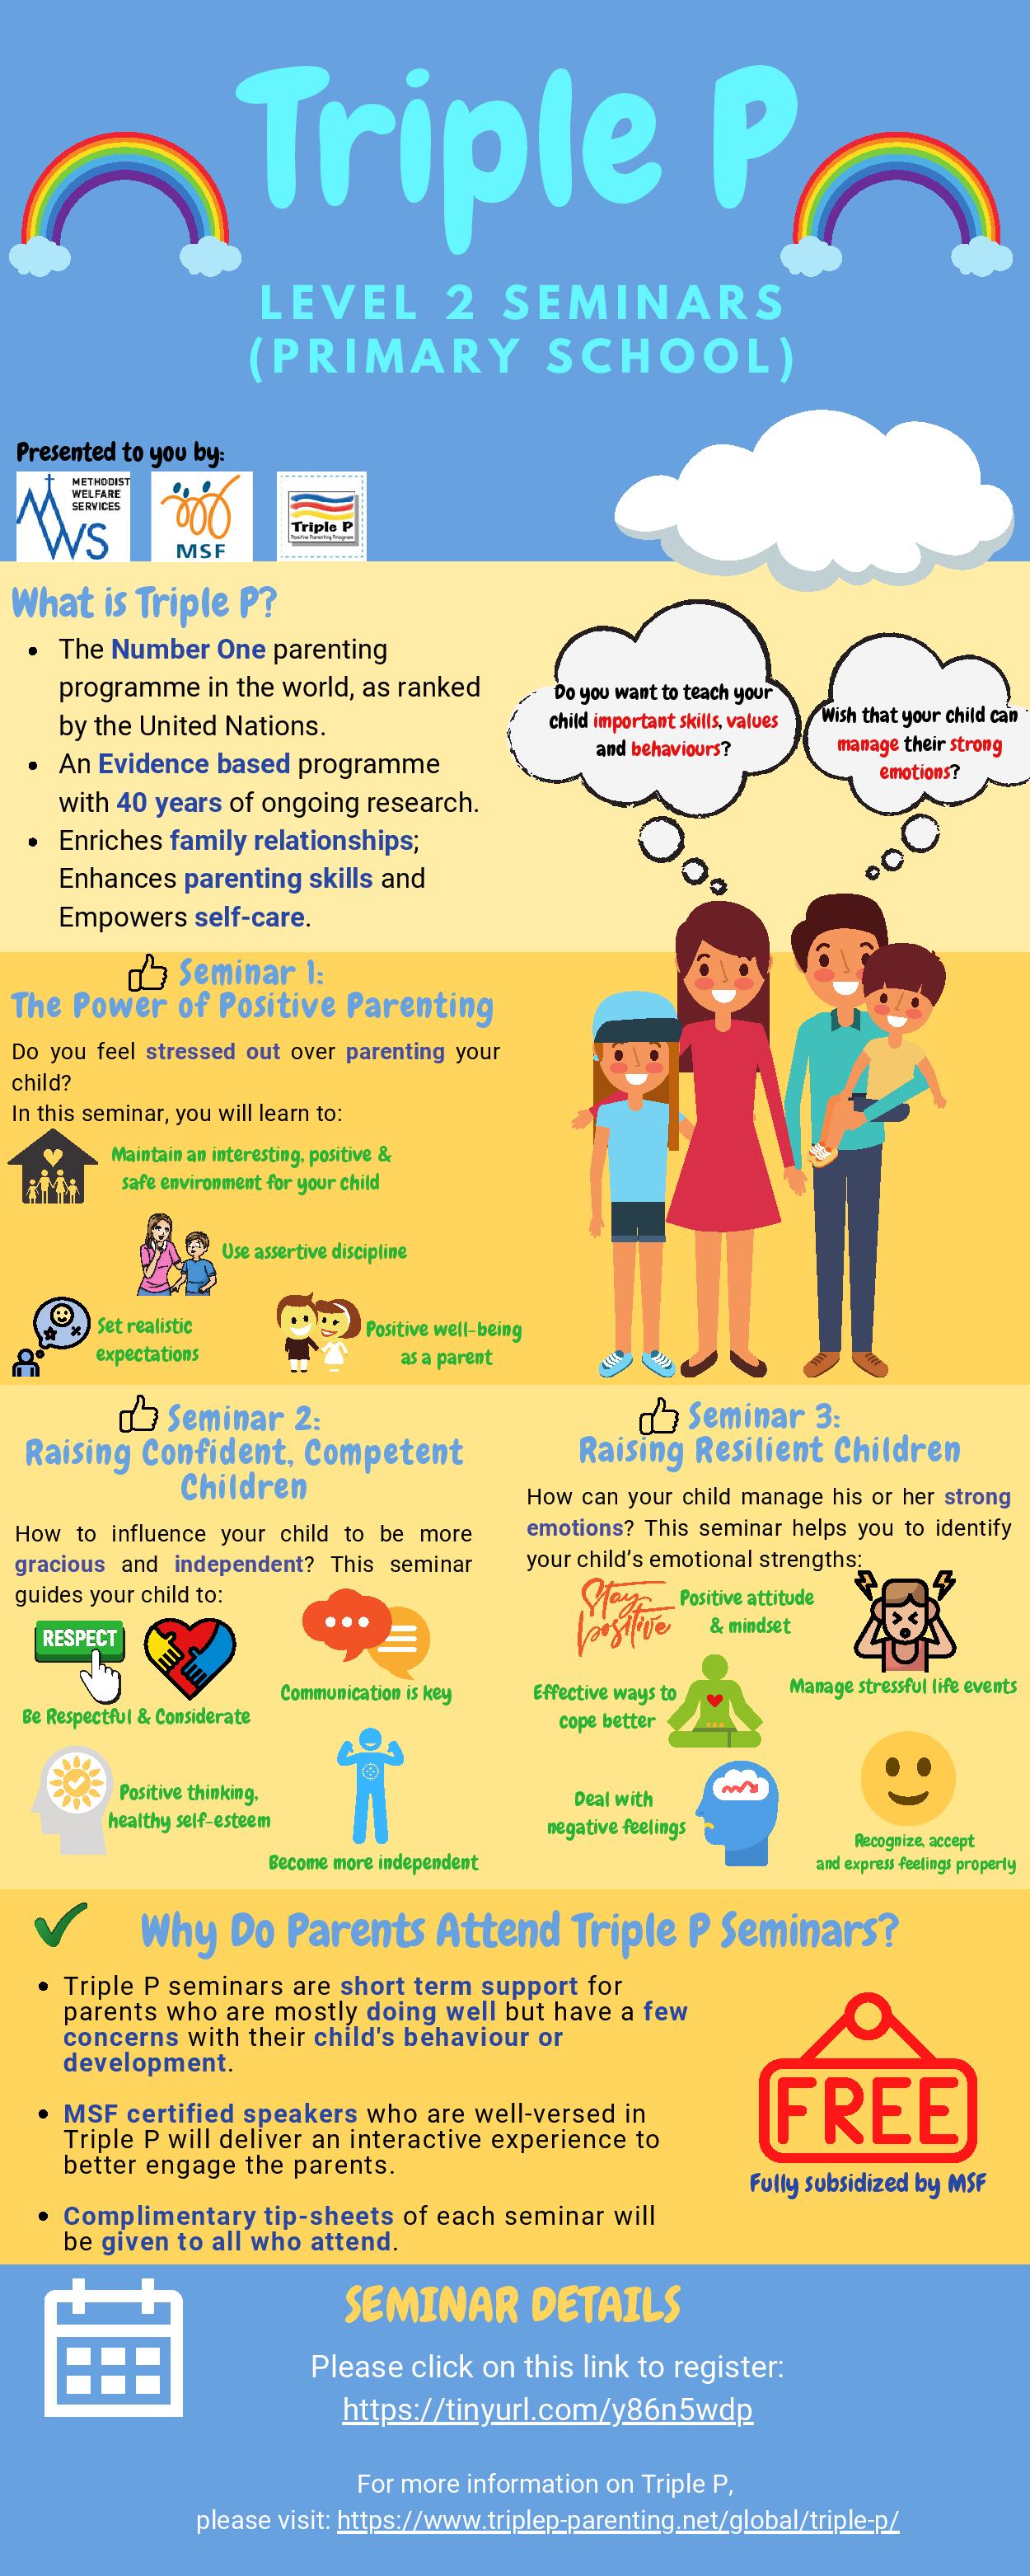 Triple P
LEVEL 2 SEMINARS
(PRIMARY SCHOOL)
Presented to you by:
METHODIST
WELFARE
SERVICES
MWS
MSF
Triple P
Positive Parenting Program
What is Triple P?
• The Number One parenting
programme in the world, as ranked
by the United Nations.
• An Evidence based programme
with 40 years of ongoing research.
• Enriches family relationships;
Enhances parenting skills and
Empowers self-care.
Do you want to teach your
child important skills, values
and behaviours?
Wish that your child can
manage their strong
emotions?
Seminar 1:
The Power of Positive Parenting
Do you feel stressed out over parenting your
child?
In this seminar, you will learn to:
Maintain an interesting, positive &
safe environment for your child
Use assertive discipline
Set realistic
expectations
Positive well-being
as a parent
Seminar 2:
Raising Confident, Competent
Children
How to influence your child to be more
gracious and independent? This seminar
guides your child to:
RESPECT
Be Respectful & Considerate
Communication is key
Positive thinking,
healthy self-esteem
Become more independent
Seminar 3:
Raising Resilient Children
How can your child manage his or her strong
emotions? This seminar helps you to identify
your child's emotional strengths:
Stay
positive
Positive attitude
& mindset
Manage stressful life events
Effective ways to
cope better
Deal with
negative feelings
Recognize, accept
and express feelings properly
Why Do Parents Attend Triple P Seminars?
• Triple P seminars are short term support for
parents who are mostly doing well but have a few
concerns with their child's behaviour or
development.
• MSF certified speakers who are well-versed in
Triple P will deliver an interactive experience to
better engage the parents.
• Complimentary tip-sheets of each seminar will
be given to all who attend.
FREE
Fully subsidized by MSF
SEMINAR DETAILS
Please click on this link to register:
https://tinyurl.com/y86n5wdp
For more information on Triple P,
please visit: https://www.triplep-parenting.net/global/triple-p/